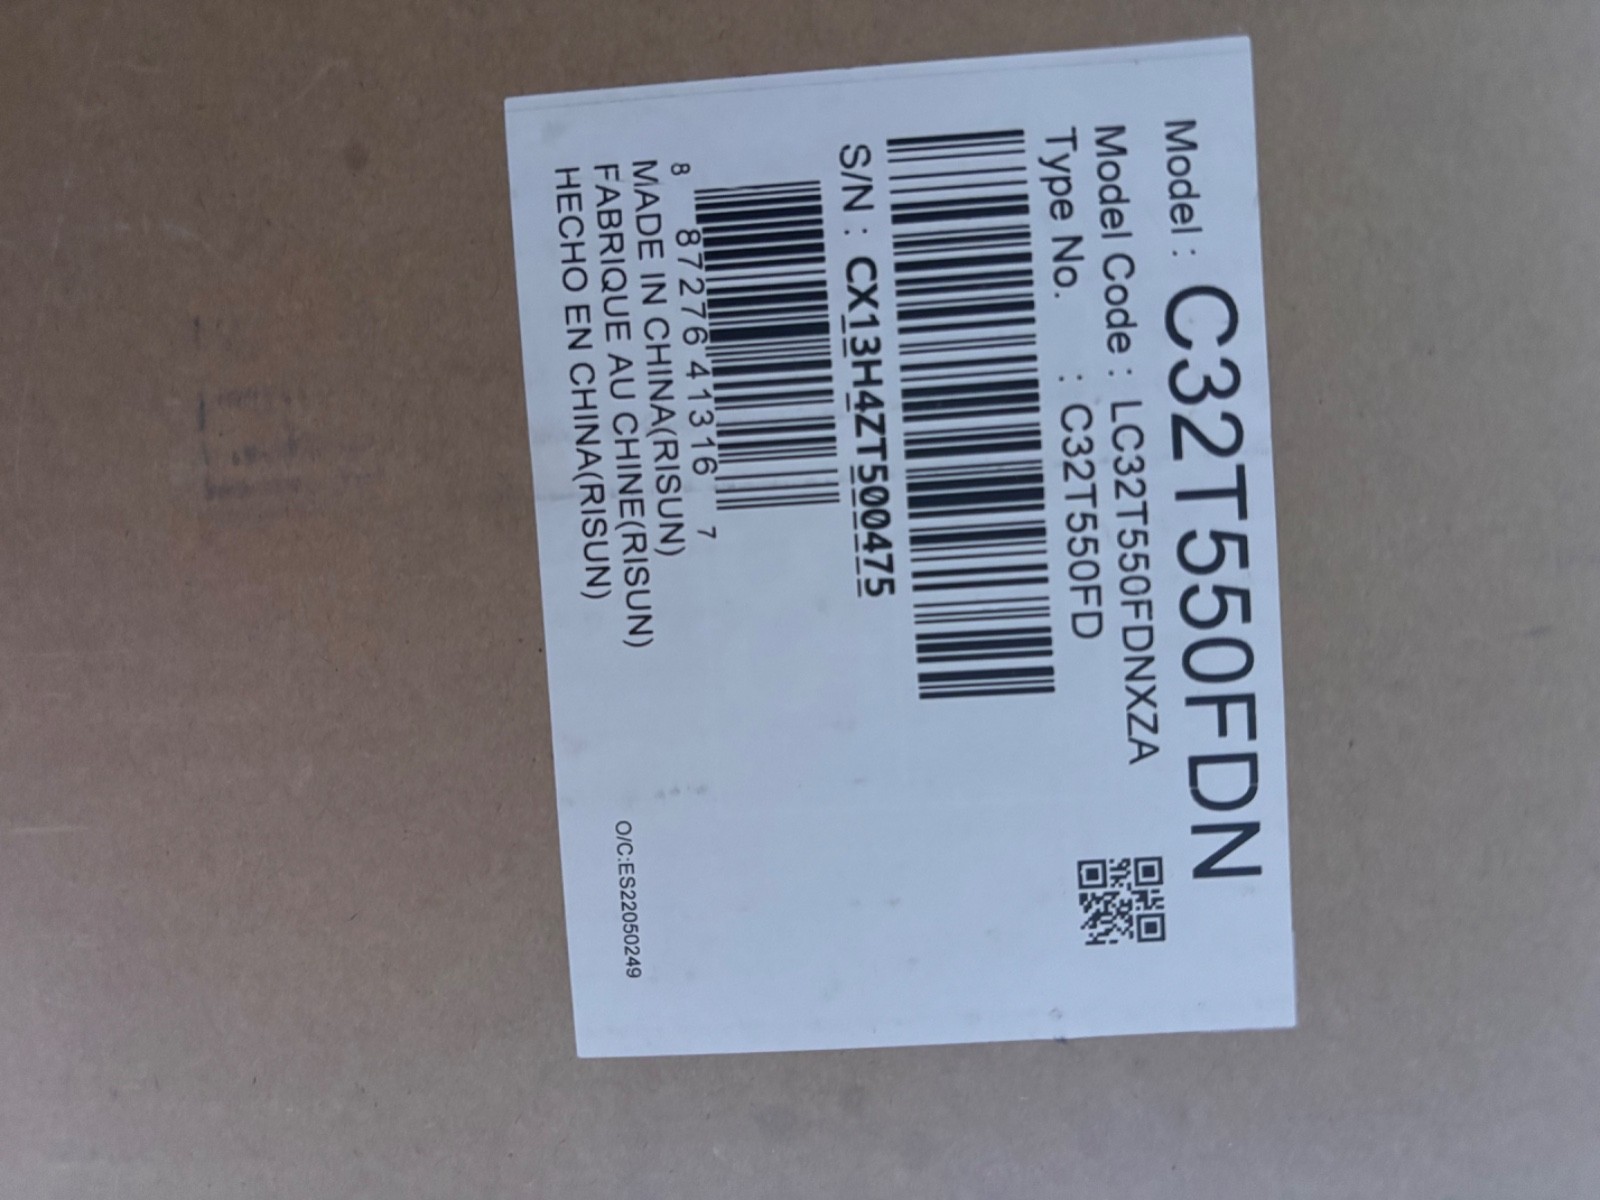 Model : C32T550FDN
Model Code : LC32T550FDNXZA
Type No. : C32T550FD
S/N : CX13H4ZT500475
8 87276 41316 7
MADE IN CHINA(RISUN)
FABRIQUE AU CHINE(RISUN)
HECHO EN CHINA(RISUN)
O/C:ES22050249